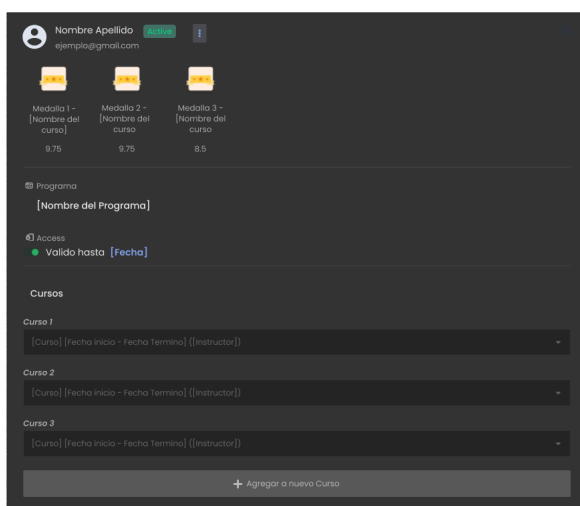 Nombre Apellido Active
ejemplo@gmail.com
Medalla 1 - [Nombre del curso]
Medalla 2 - [Nombre del curso
Medalla 3 - [Nombre del curso
9.75 9.75 8.5
Programa
[Nombre del Programa]
Access
Valido hasta [Fecha]
Cursos
Curso 1
[Curso] [Fecha inicio - Fecha Termino] ([Instructor])
Curso 2
[Curso] [Fecha inicio - Fecha Termino] ([Instructor])
Curso 3
[Curso] [Fecha inicio - Fecha Termino] ([Instructor])
+ Agregar a nuevo Curso